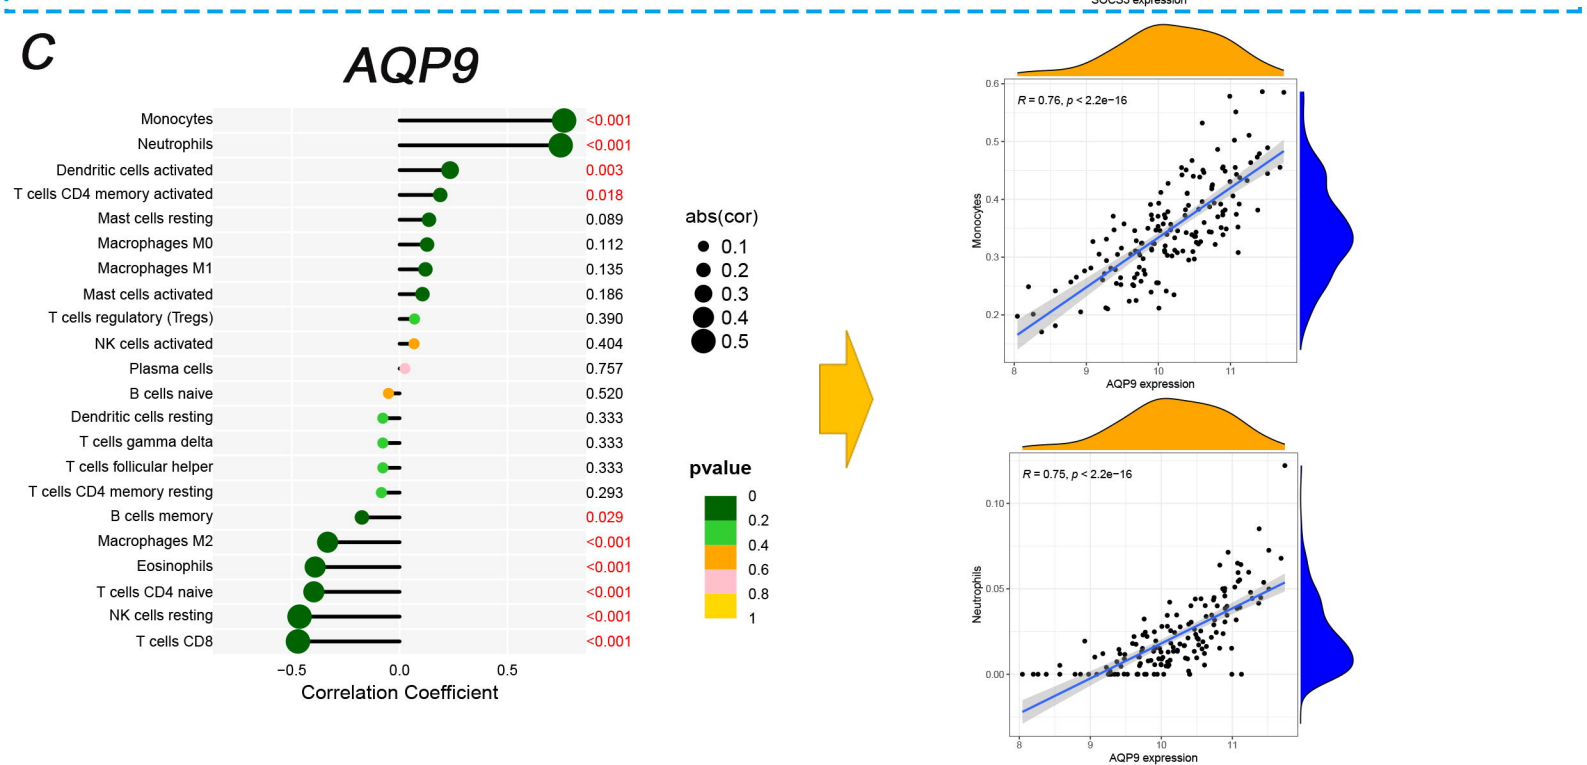 SOCS3 expression
C
AQP9
Monocytes <0.001
Neutrophils <0.001
Dendritic cells activated 0.003
T cells CD4 memory activated 0.018
Mast cells resting 0.089
Macrophages M0 0.112
Macrophages M1 0.135
Mast cells activated 0.186
T cells regulatory (Tregs) 0.390
NK cells activated 0.404
Plasma cells 0.757
B cells naive 0.520
Dendritic cells resting 0.333
T cells gamma delta 0.333
T cells follicular helper 0.333
T cells CD4 memory resting 0.293
B cells memory 0.029
Macrophages M2 <0.001
Eosinophils <0.001
T cells CD4 naive <0.001
NK cells resting <0.001
T cells CD8 <0.001
−0.5 0.0 0.5
Correlation Coefficient
abs(cor)
0.1
0.2
0.3
0.4
0.5
pvalue
0
0.2
0.4
0.6
0.8
1
R = 0.76, p < 2.2e−16
0.6
0.5
0.4
0.3
0.2
Monocytes
8 9 10 11
AQP9 expression
R = 0.75, p < 2.2e−16
0.10
0.05
0.00
Neutrophils
8 9 10 11
AQP9 expression